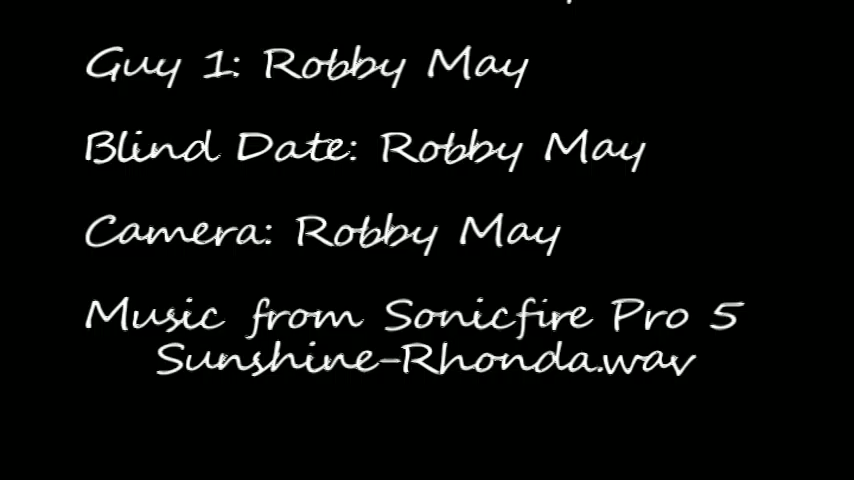 Guy 1: Robby May
Blind Date: Robby May
Camera: Robby May
Music from Sonicfire Pro 5
Sunshine-Rhonda.wav